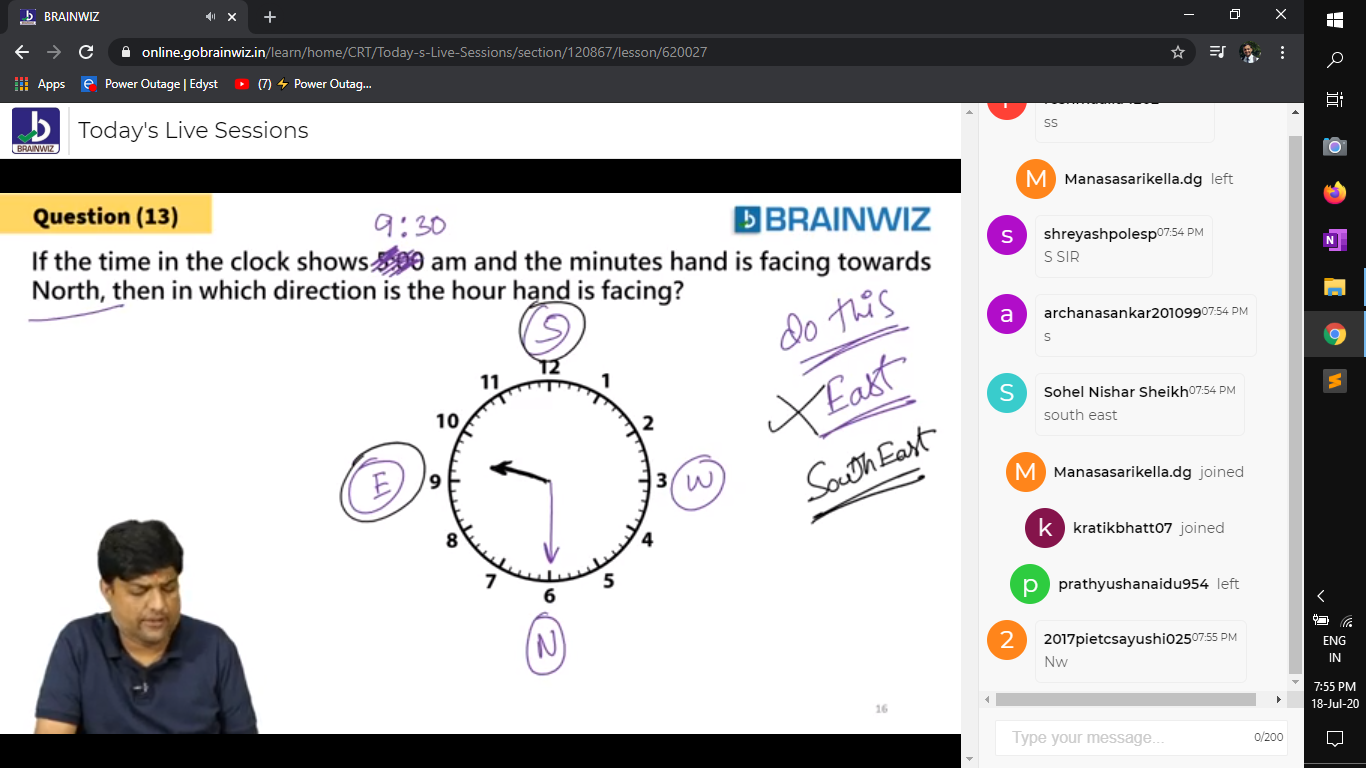 BRAINWIZ
online.gobrainwiz.in/learn/home/CRT/Today-s-Live-Sessions/section/120867/lesson/620027
Apps
Power Outage | Edyst
(7) ⚡ Power Outag...
b
BRAINWIZ
Today's Live Sessions
Question (13)
9:30
BRAINWIZ
If the time in the clock shows 5:00 am and the minutes hand is facing towards
North, then in which direction is the hour hand is facing?
S
12
11
1
10
2
E
9
3
W
8
4
7
5
6
N
do this
East
South East
16
ss
M
Manasasarikella.dg left
s
shreyashpolesp 07:54 PM
S SIR
a
archanasankar201099 07:54 PM
s
S
Sohel Nishar Sheikh 07:54 PM
south east
M
Manasasarikella.dg joined
k
kratikbhatt07 joined
p
prathyushanaidu954 left
2
2017pietcsayushi025 07:55 PM
Nw
Type your message...
0/200
N
S
ENG
IN
7:55 PM
18-Jul-20